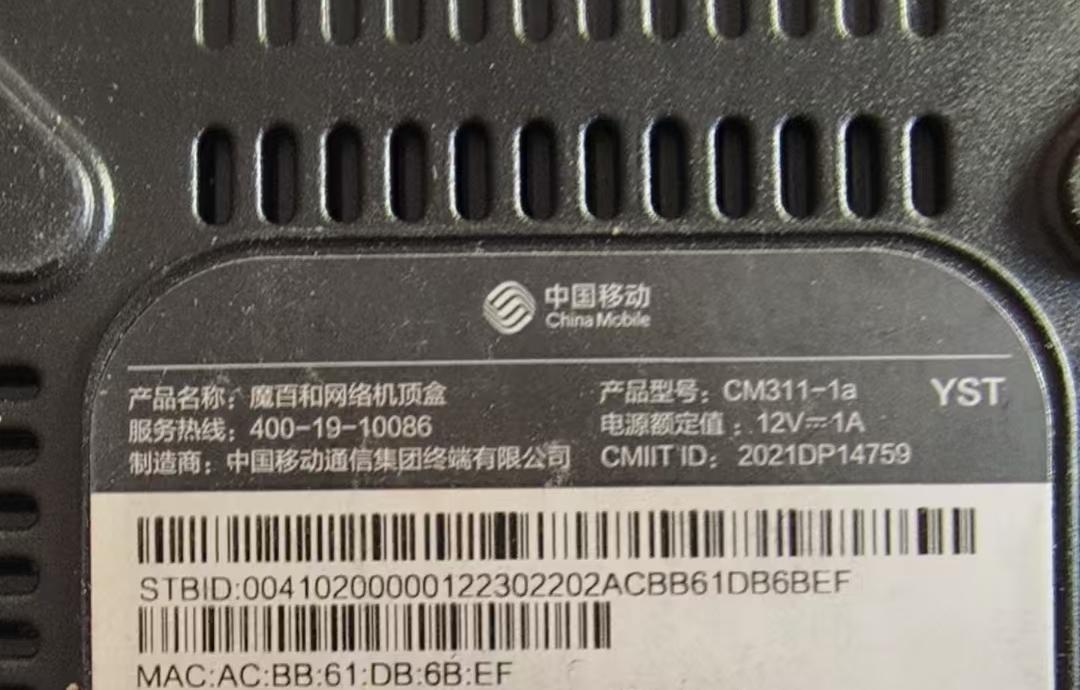 中国移动
China Mobile
产品名称：魔百和网络机顶盒 产品型号：CM311-1a YST
服务热线：400-19-10086 电源额定值：12V⎓1A
制造商：中国移动通信集团终端有限公司 CMIIT ID：2021DP14759
STBID:00410200000122302202ACBB61DB6BEF
MAC:AC:BB:61:DB:6B:EF